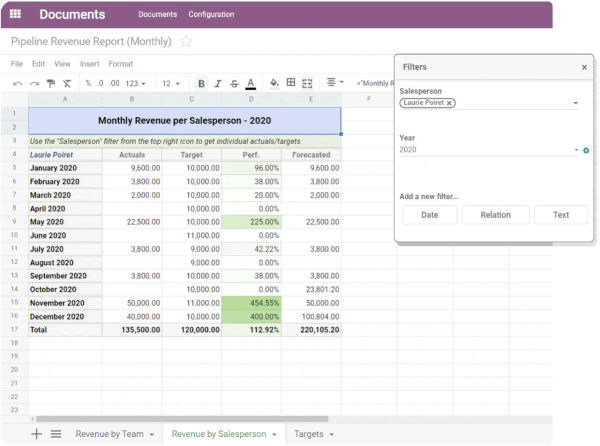 Documents Documents Configuration
Pipeline Revenue Report (Monthly)
File Edit View Insert Format
% .0 .00 123 12 B I S A ="Monthly R
A B C D E F
1
2 Monthly Revenue per Salesperson - 2020
3 Use the "Salesperson" filter from the top right icon to get individual actuals/targets
4 Laurie Poiret Actuals Target Perf. Forecasted
5 January 2020 9,600.00 10,000.00 96.00% 9,600.00
6 February 2020 3,800.00 10,000.00 38.00% 3,800.00
7 March 2020 2,000.00 10,000.00 20.00% 2,000.00
8 April 2020 10,000.00 0.00%
9 May 2020 22,500.00 10,000.00 225.00% 22,500.00
10 June 2020 11,000.00 0.00%
11 July 2020 3,800.00 9,000.00 42.22% 3,800.00
12 August 2020 9,000.00 0.00%
13 September 2020 3,800.00 10,000.00 38.00% 3,800.00
14 October 2020 10,000.00 0.00% 23,801.20
15 November 2020 50,000.00 11,000.00 454.55% 50,000.00
16 December 2020 40,000.00 10,000.00 400.00% 100,804.00
17 Total 135,500.00 120,000.00 112.92% 220,105.20
18
19
20
21
22
23
Revenue by Team Revenue by Salesperson Targets
Filters ×
Salesperson
Laurie Poiret ×
Year
2020
Add a new filter...
Date Relation Text